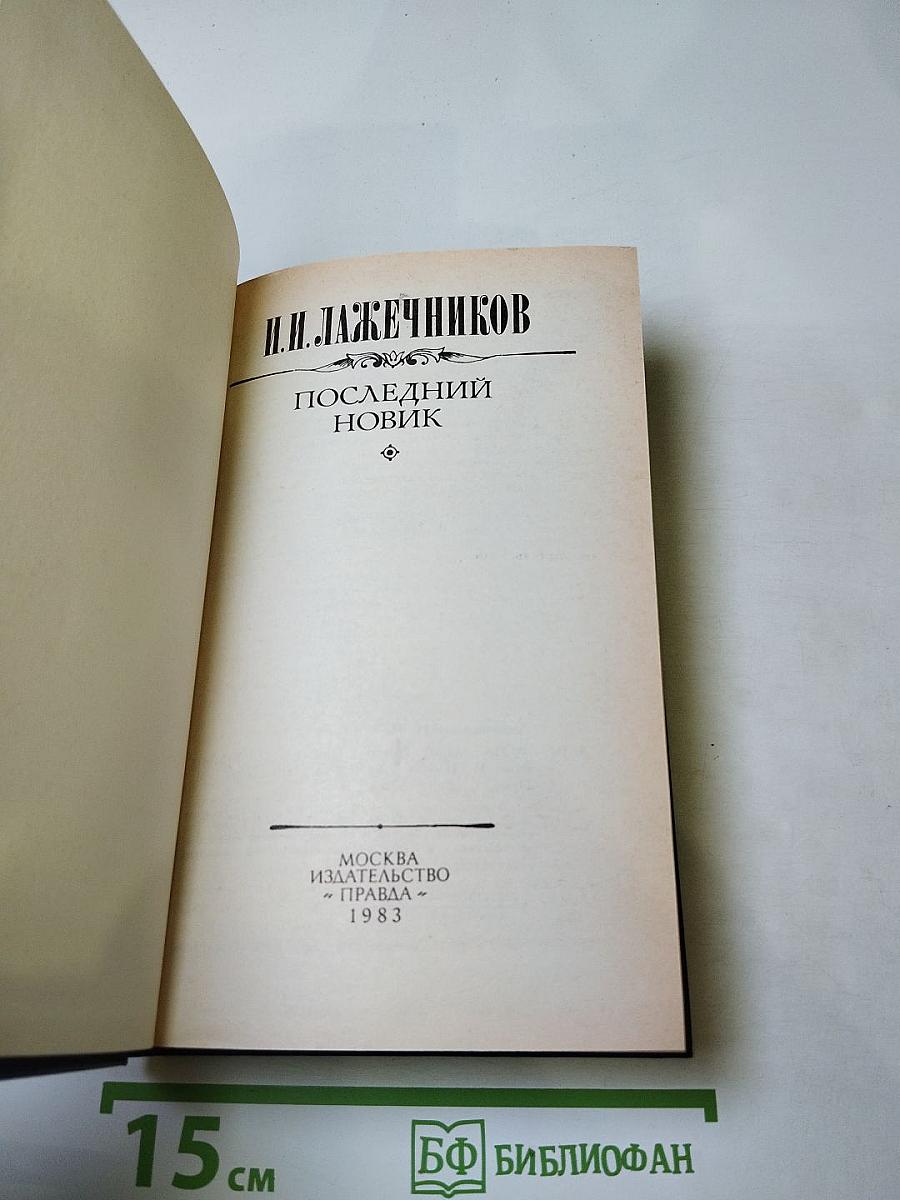 И.И. ЛАЖЕЧНИКОВ
ПОСЛЕДНИЙ
НОВИК
МОСКВА
ИЗДАТЕЛЬСТВО
«ПРАВДА»
1983
15 см
БФ БИБЛИОФАН